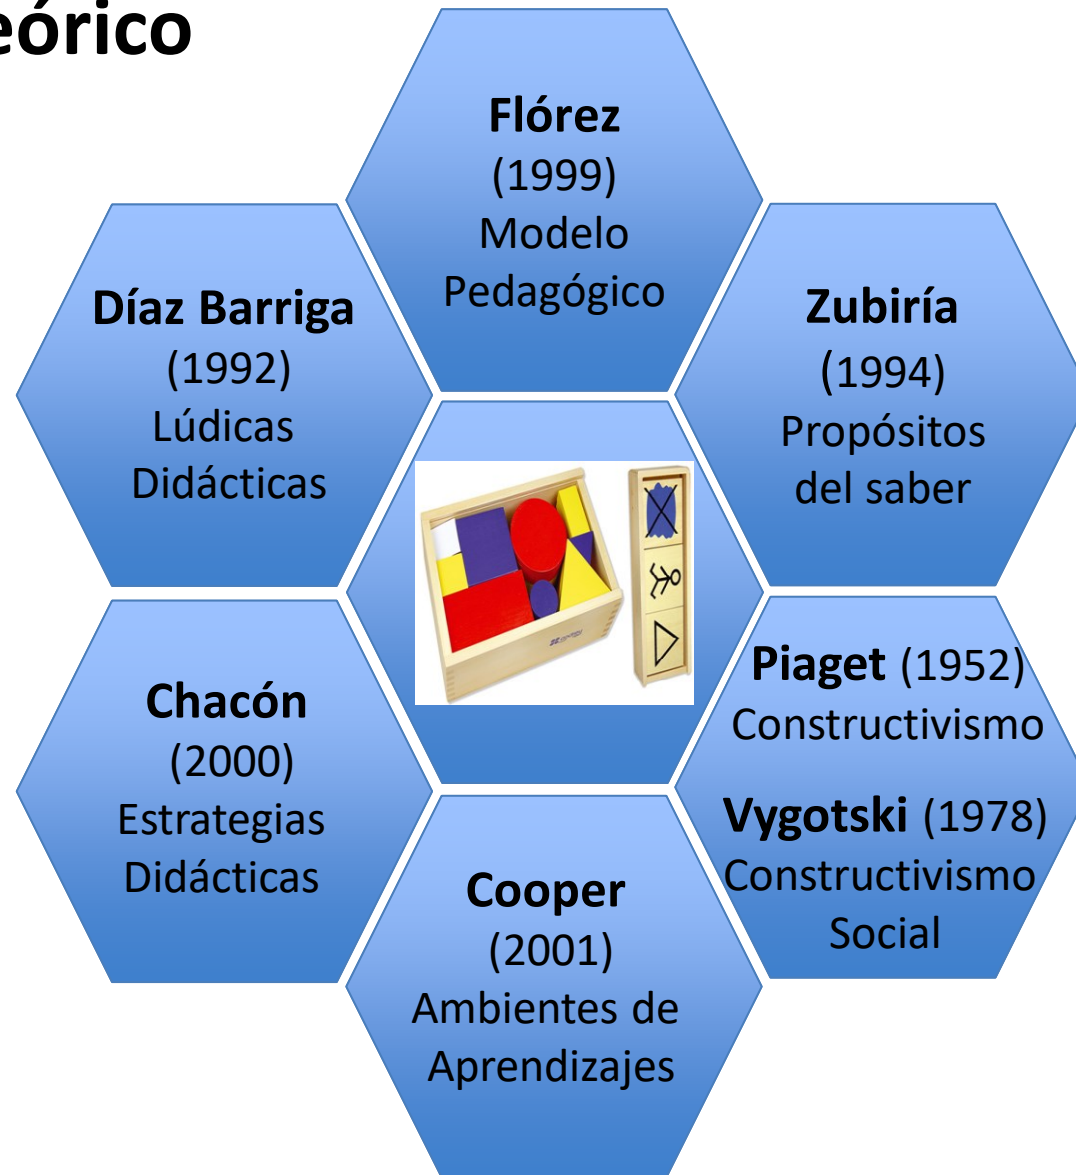 eórico
Flórez
(1999)
Modelo
Pedagógico
Díaz Barriga
(1992)
Lúdicas
Didácticas
Zubiría
(1994)
Propósitos
del saber
Chacón
(2000)
Estrategias
Didácticas
Piaget (1952)
Constructivismo
Vygotski (1978)
Constructivismo
Social
Cooper
(2001)
Ambientes de
Aprendizajes